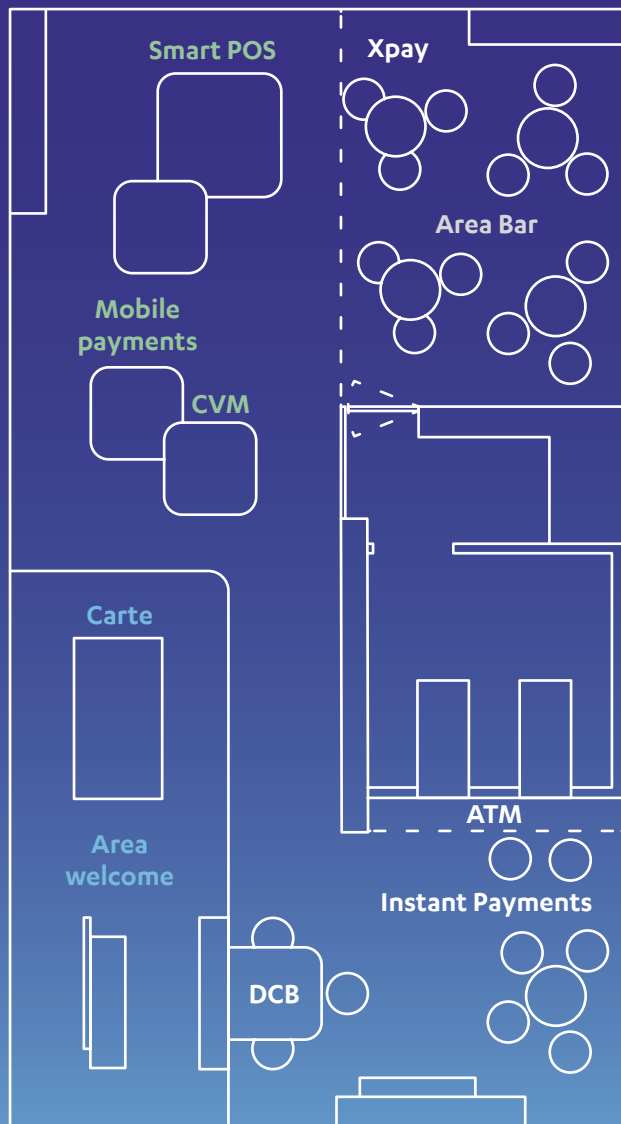 Smart POS
Xpay
Area Bar
Mobile
payments
CVM
Carte
ATM
Area
welcome
Instant Payments
DCB